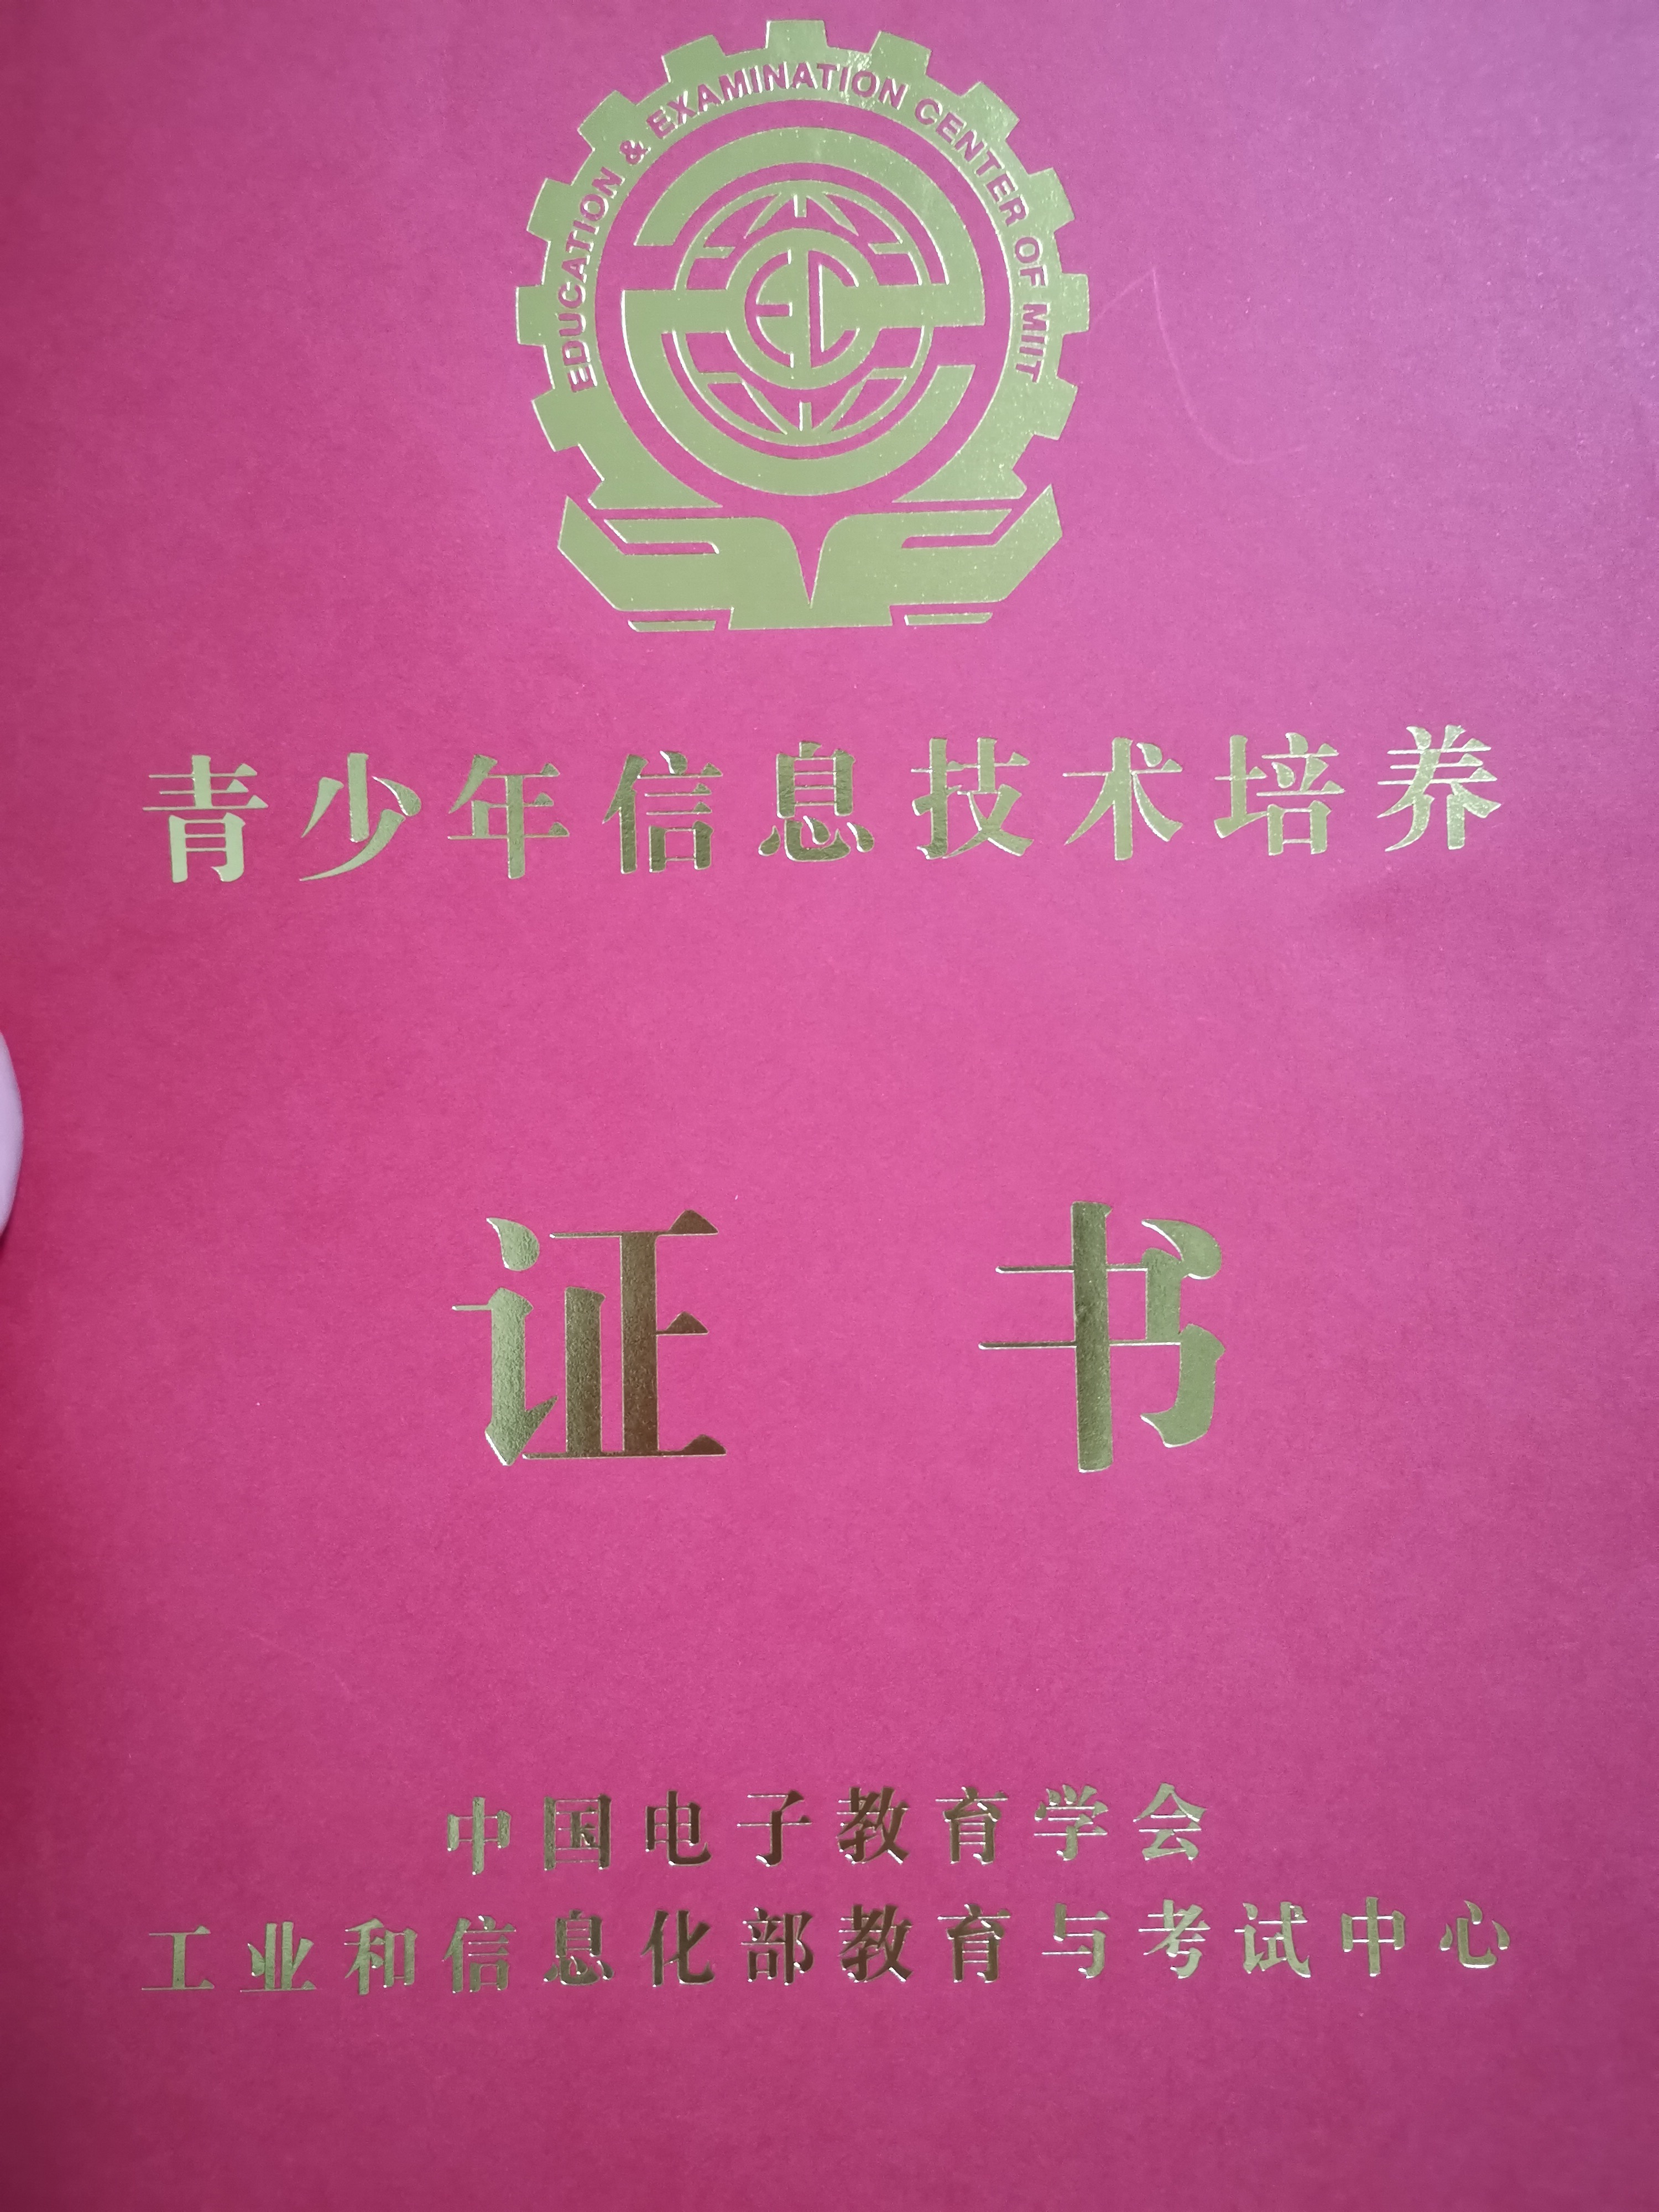 EDUCATION & EXAMINATION CENTER OF MIIT
EC
青少年信息技术培养
证书
中国电子教育学会
工业和信息化部教育与考试中心